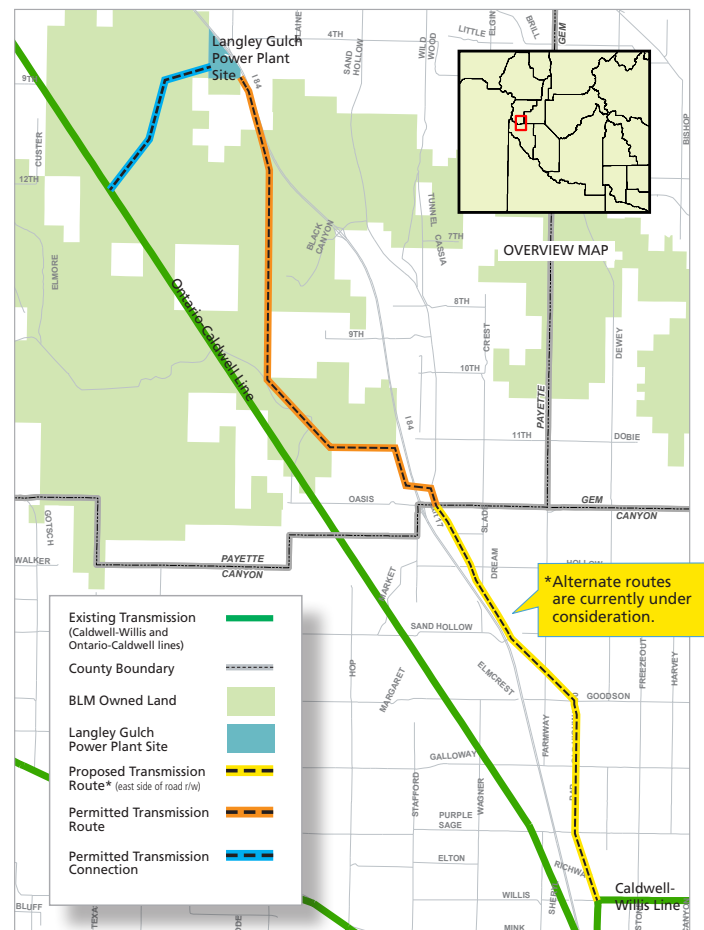 Langley Gulch
Power Plant
Site
4TH
LITTLE
ELGIN
BRILL
GEM
SAND
HOLLOW
WILD
WOOD
I 84
9TH
CUSTER
12TH
BISHOP
TUNNEL
CASSIA
7TH
BLACK
CANYON
OVERVIEW MAP
ELMORE
Ontario-Caldwell Line
8TH
CREST
9TH
DEWEY
10TH
PAYETTE
I 84
11TH
DOBIE
OASIS
GEM
CANYON
GOTSCH
WALKER
PAYETTE
CANYON
DREAM
MARKET
*Alternate routes
are currently under
consideration.
SAND HOLLOW
HOP
MARGARET
ELMCREST
FREEZEOUT
HARVEY
GOODSON
FARMWAY
GALLOWAY
STAFFORD
WAGNER
PURPLE
SAGE
ELTON
WILLIS
MINK
Caldwell-
Willis Line
BLUFF
TEXAS
Existing Transmission
(Caldwell-Willis and
Ontario-Caldwell lines)
County Boundary
BLM Owned Land
Langley Gulch
Power Plant Site
Proposed Transmission
Route* (east side of road r/w)
Permitted Transmission
Route
Permitted Transmission
Connection